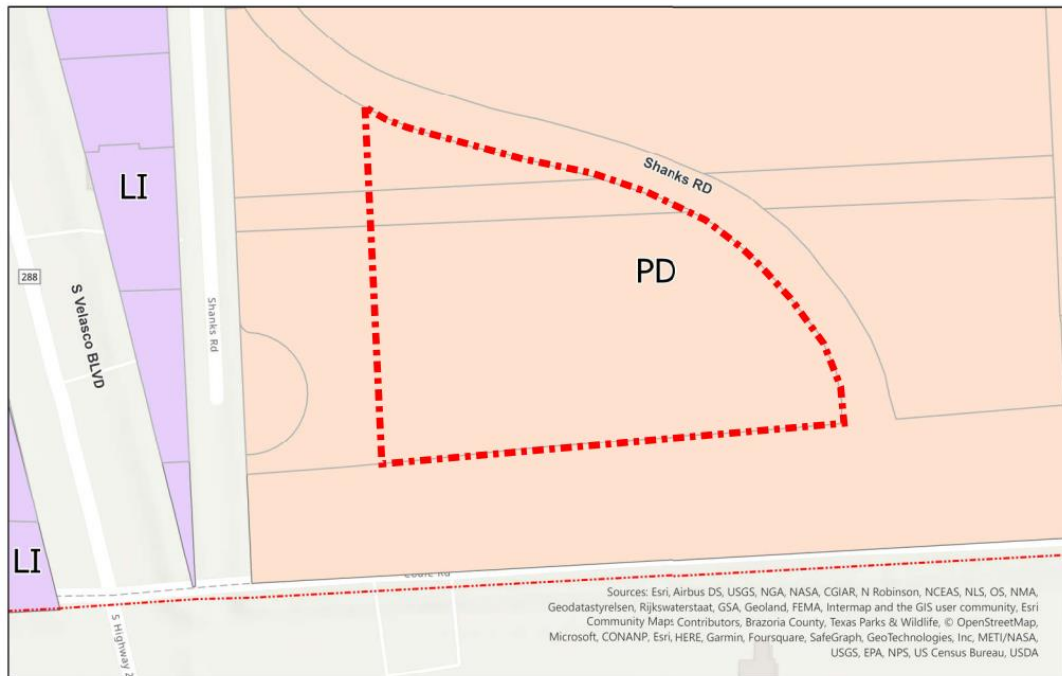 LI
Shanks RD
PD
288
S Velasco BLVD
Shanks Rd
LI
S Highway 2
Sources: Esri, Airbus DS, USGS, NGA, NASA, CGIAR, N Robinson, NCEAS, NLS, OS, NMA,
Geodatastyrelsen, Rijkswaterstaat, GSA, Geoland, FEMA, Intermap and the GIS user community, Esri
Community Maps Contributors, Brazoria County, Texas Parks & Wildlife, © OpenStreetMap,
Microsoft, CONANP, Esri, HERE, Garmin, Foursquare, SafeGraph, GeoTechnologies, Inc, METI/NASA,
USGS, EPA, NPS, US Census Bureau, USDA